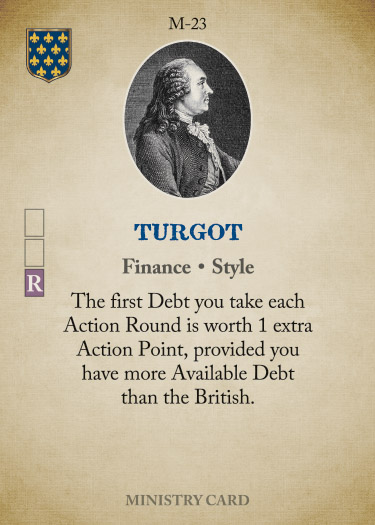 M-23
TURGOT
Finance • Style
R
The first Debt you take each
Action Round is worth 1 extra
Action Point, provided you
have more Available Debt
than the British.
MINISTRY CARD